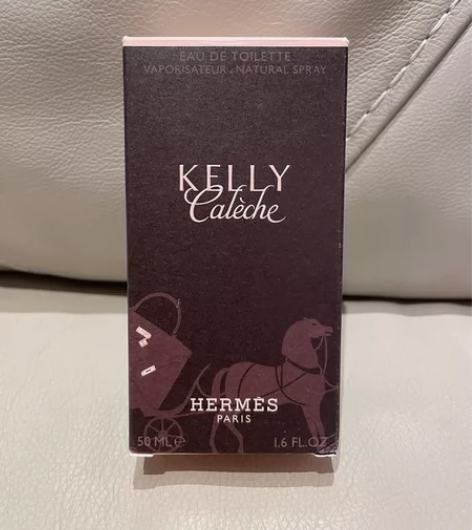 EAU DE TOILETTE
VAPORISATEUR . NATURAL SPRAY
KELLY
Calèche
HERMÈS
PARIS
50 ML ℮ 1.6 FL.OZ